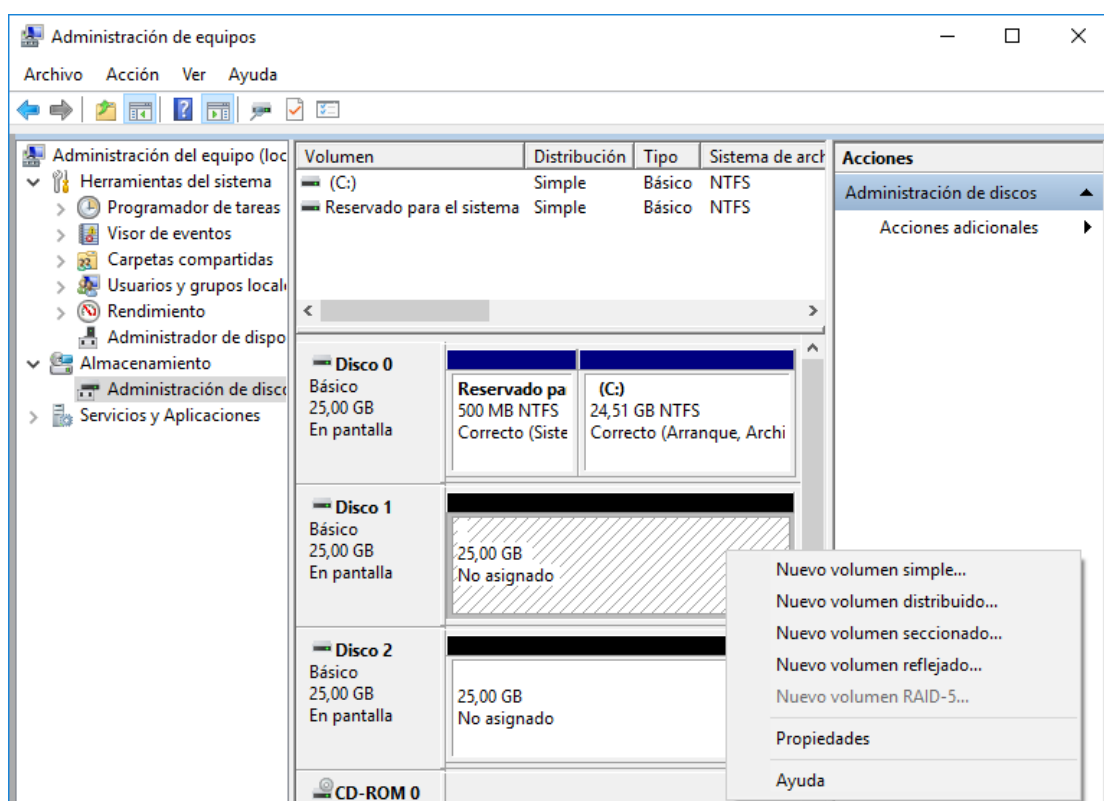 Administración de equipos
Archivo Acción Ver Ayuda
Administración del equipo (loc
Herramientas del sistema
Programador de tareas
Visor de eventos
Carpetas compartidas
Usuarios y grupos local
Rendimiento
Administrador de dispo
Almacenamiento
Administración de disc
Servicios y Aplicaciones
Volumen Distribución Tipo Sistema de arch
(C:) Simple Básico NTFS
Reservado para el sistema Simple Básico NTFS
Disco 0
Básico
25,00 GB
En pantalla
Reservado pa
500 MB NTFS
Correcto (Siste
(C:)
24,51 GB NTFS
Correcto (Arranque, Archi
Disco 1
Básico
25,00 GB
En pantalla
25,00 GB
No asignado
Disco 2
Básico
25,00 GB
En pantalla
25,00 GB
No asignado
CD-ROM 0
Acciones
Administración de discos
Acciones adicionales
Nuevo volumen simple...
Nuevo volumen distribuido...
Nuevo volumen seccionado...
Nuevo volumen reflejado...
Nuevo volumen RAID-5...
Propiedades
Ayuda